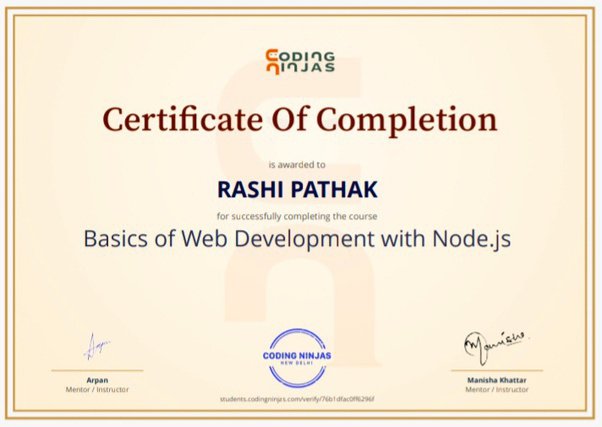 CODING
NINJAS
Certificate Of Completion
is awarded to
RASHI PATHAK
for successfully completing the course
Basics of Web Development with Node.js
Arpan
Manisha
CODING NINJAS
NEW DELHI
Arpan
Mentor / Instructor
Manisha Khattar
Mentor / Instructor
students.codingninjas.com/verify/76b1dfac0ff6296f